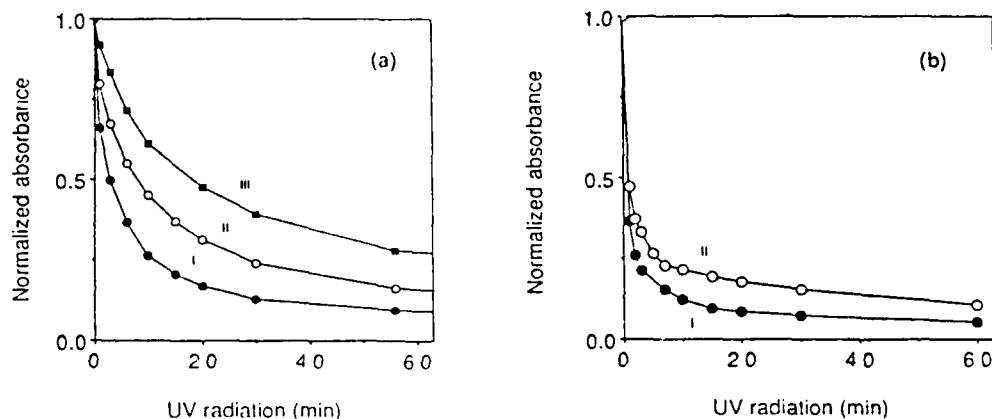 1.0
(a)
Normalized absorbance
0.5
III
II
I
0.0
0
20
40
60
UV radiation (min)
1.0
(b)
Normalized absorbance
0.5
II
I
0.0
0
20
40
60
UV radiation (min)